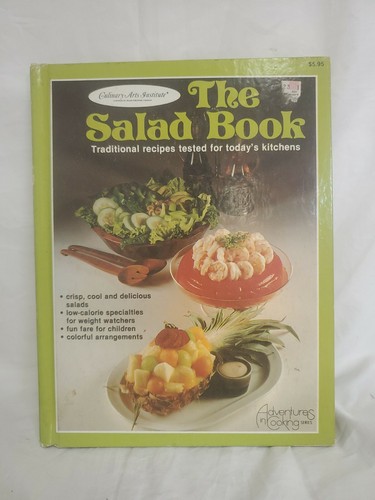 $5.95
Culinary Arts Institute®
The
Salad Book
Traditional recipes tested for today's kitchens
• crisp, cool and delicious
salads
• low-calorie specialties
for weight watchers
• fun fare for children
• colorful arrangements
Adventures
in Cooking SERIES